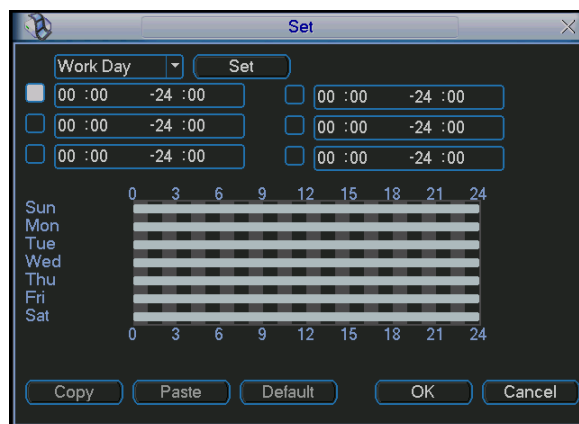 Set
Work Day Set
00 :00 -24 :00 00 :00 -24 :00
00 :00 -24 :00 00 :00 -24 :00
00 :00 -24 :00 00 :00 -24 :00
0 3 6 9 12 15 18 21 24
Sun
Mon
Tue
Wed
Thu
Fri
Sat
0 3 6 9 12 15 18 21 24
Copy Paste Default OK Cancel